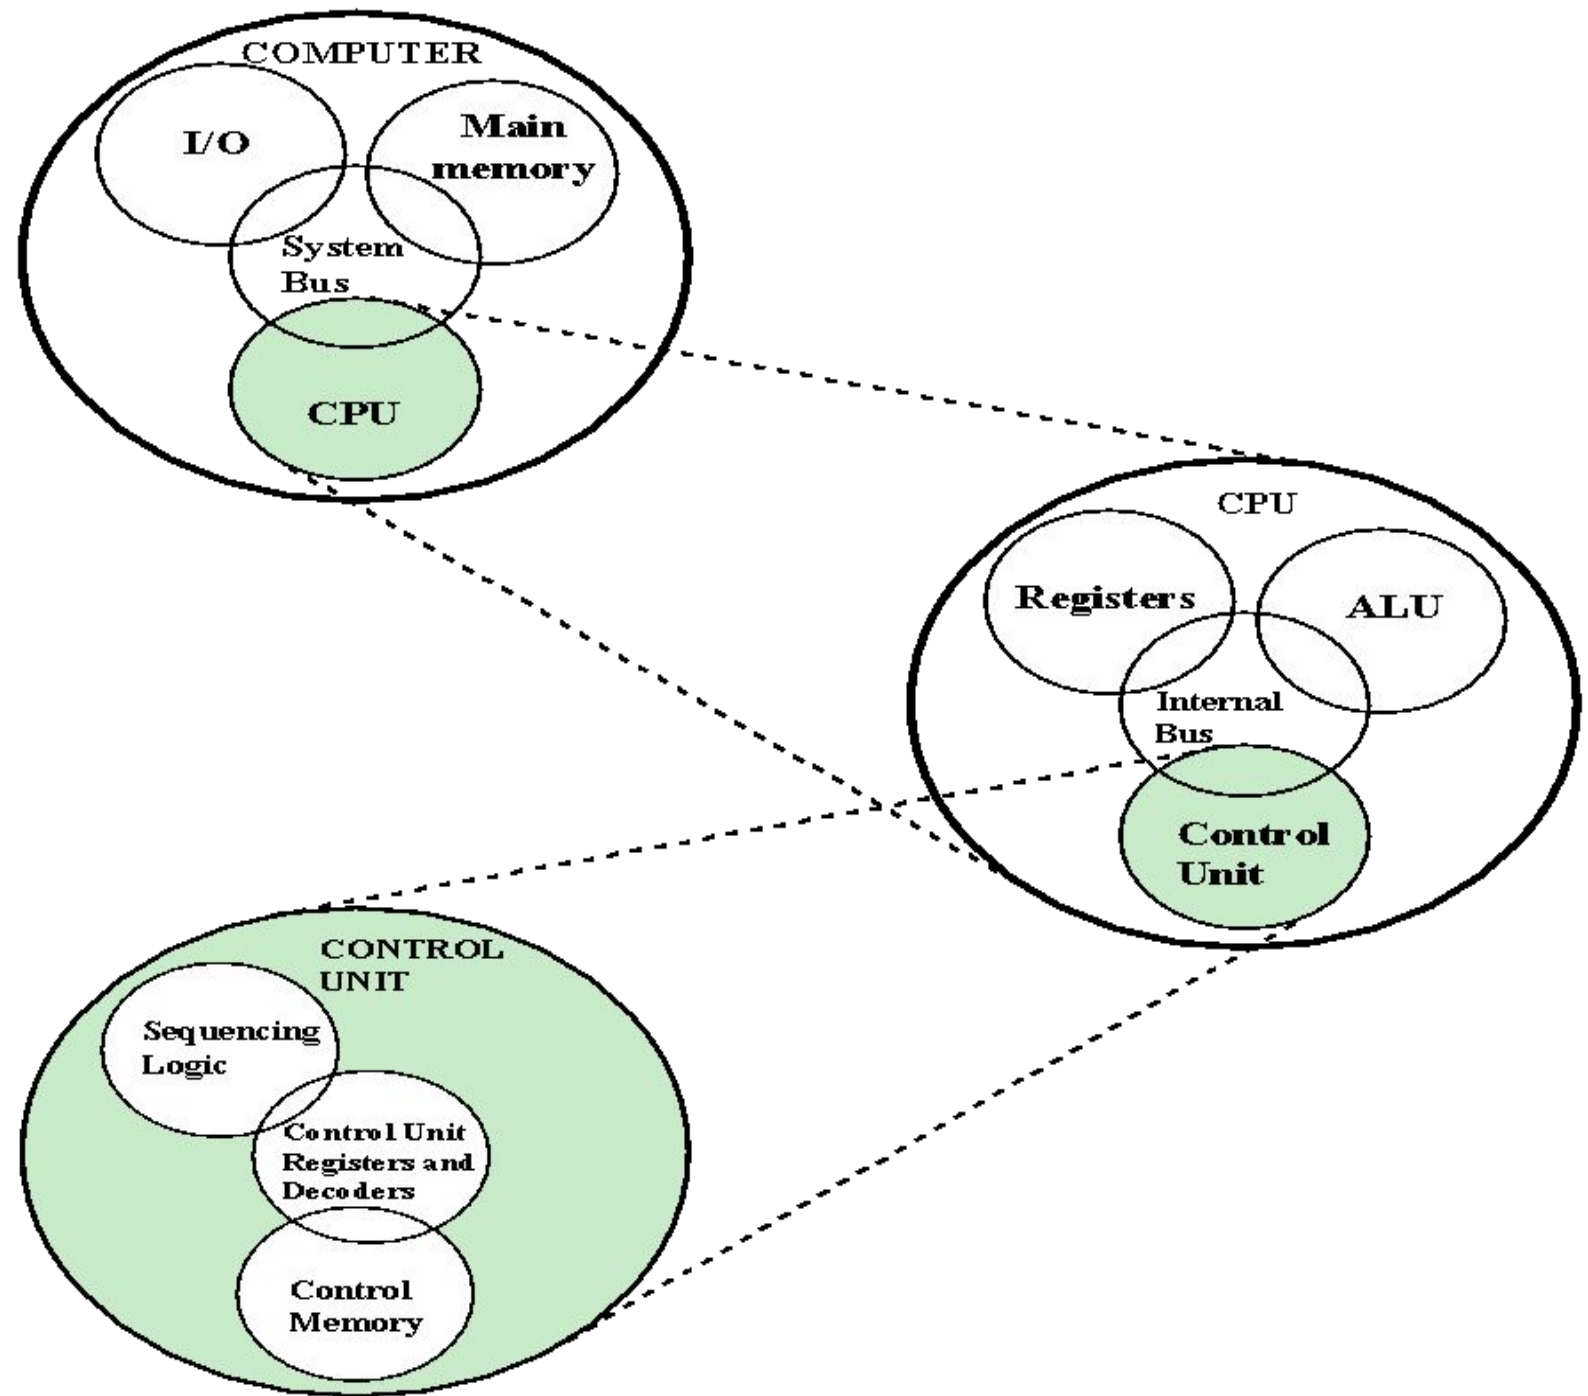 COMPUTER
I/O
Main
memory
System
Bus
CPU
CPU
Registers
ALU
Internal
Bus
Control
Unit
CONTROL
UNIT
Sequencing
Logic
Control Unit
Registers and
Decoders
Control
Memory